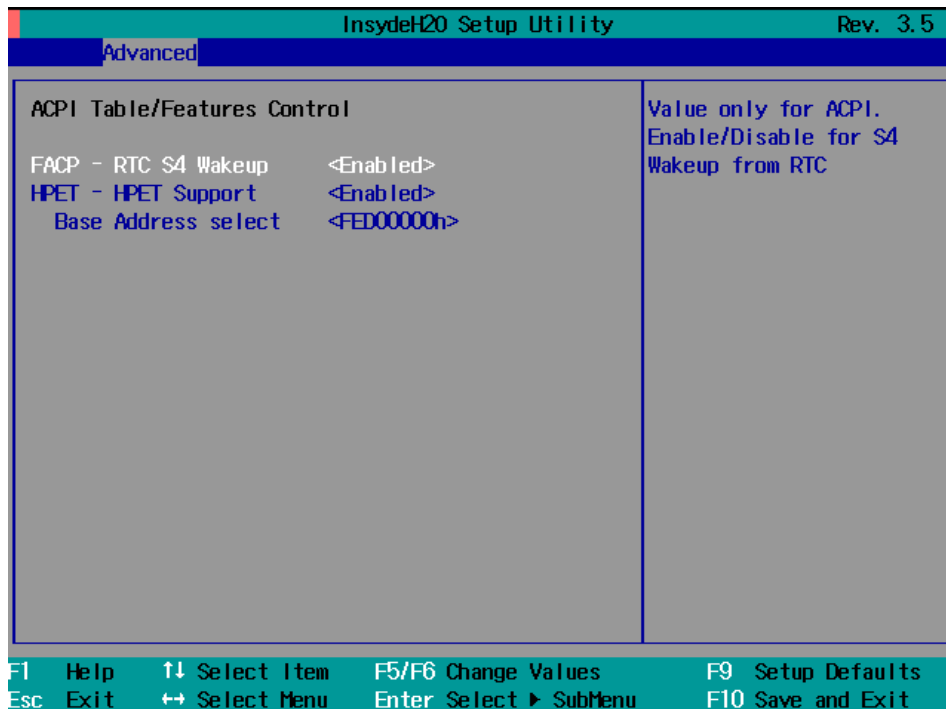 InsydeH20 Setup Utility Rev. 3.5
Advanced
ACPI Table/Features Control
FACP - RTC S4 Wakeup <Enabled>
HPET - HPET Support <Enabled>
Base Address select <FED00000h>
Value only for ACPI.
Enable/Disable for S4
Wakeup from RTC
F1 Help ↑↓ Select Item F5/F6 Change Values F9 Setup Defaults
Esc Exit ↔ Select Menu Enter Select ▶ SubMenu F10 Save and Exit